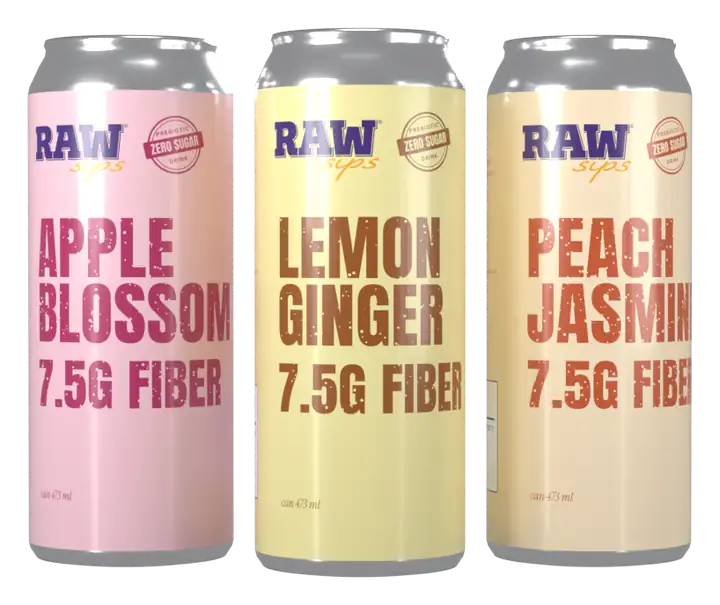 RAW
sips
PREBIOTIC
ZERO SUGAR
DRINK
APPLE
BLOSSOM
7.5G FIBER
can 473 ml
RAW
sips
PREBIOTIC
ZERO SUGAR
DRINK
LEMON
GINGER
7.5G FIBER
can 473 ml
RAW
sips
PREBIOTIC
ZERO SUGAR
DRINK
PEACH
JASMIN
7.5G FIBE
can 473 ml